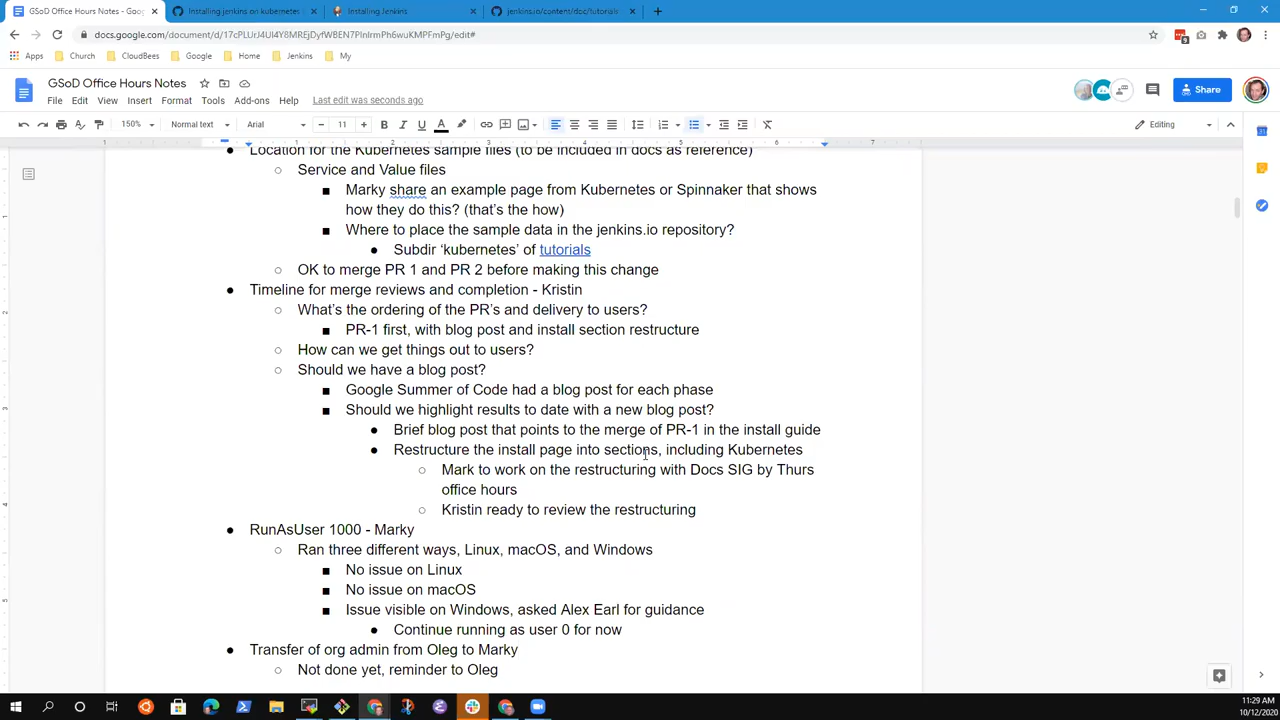 GSoD Office Hours Notes - Goog
Installing jenkins on kubernetes
Installing Jenkins
jenkins.io/content/doc/tutorials
docs.google.com/document/d/17cPLUrJ4UI4Y8MREjDyfWBEN7PInIrmPh6wuKMPFmPg/edit#
Apps
Church
CloudBees
Google
Home
Jenkins
My
GSoD Office Hours Notes
File Edit View Insert Format Tools Add-ons Help Last edit was seconds ago
Share
150% Normal text Arial 11 Editing
Location for the Kubernetes sample files (to be included in docs as reference)
Service and Value files
Marky share an example page from Kubernetes or Spinnaker that shows
how they do this? (that's the how)
Where to place the sample data in the jenkins.io repository?
Subdir 'kubernetes' of tutorials
OK to merge PR 1 and PR 2 before making this change
Timeline for merge reviews and completion - Kristin
What's the ordering of the PR's and delivery to users?
PR-1 first, with blog post and install section restructure
How can we get things out to users?
Should we have a blog post?
Google Summer of Code had a blog post for each phase
Should we highlight results to date with a new blog post?
Brief blog post that points to the merge of PR-1 in the install guide
Restructure the install page into sections, including Kubernetes
Mark to work on the restructuring with Docs SIG by Thurs
office hours
Kristin ready to review the restructuring
RunAsUser 1000 - Marky
Ran three different ways, Linux, macOS, and Windows
No issue on Linux
No issue on macOS
Issue visible on Windows, asked Alex Earl for guidance
Continue running as user 0 for now
Transfer of org admin from Oleg to Marky
Not done yet, reminder to Oleg
11:29 AM
10/12/2020